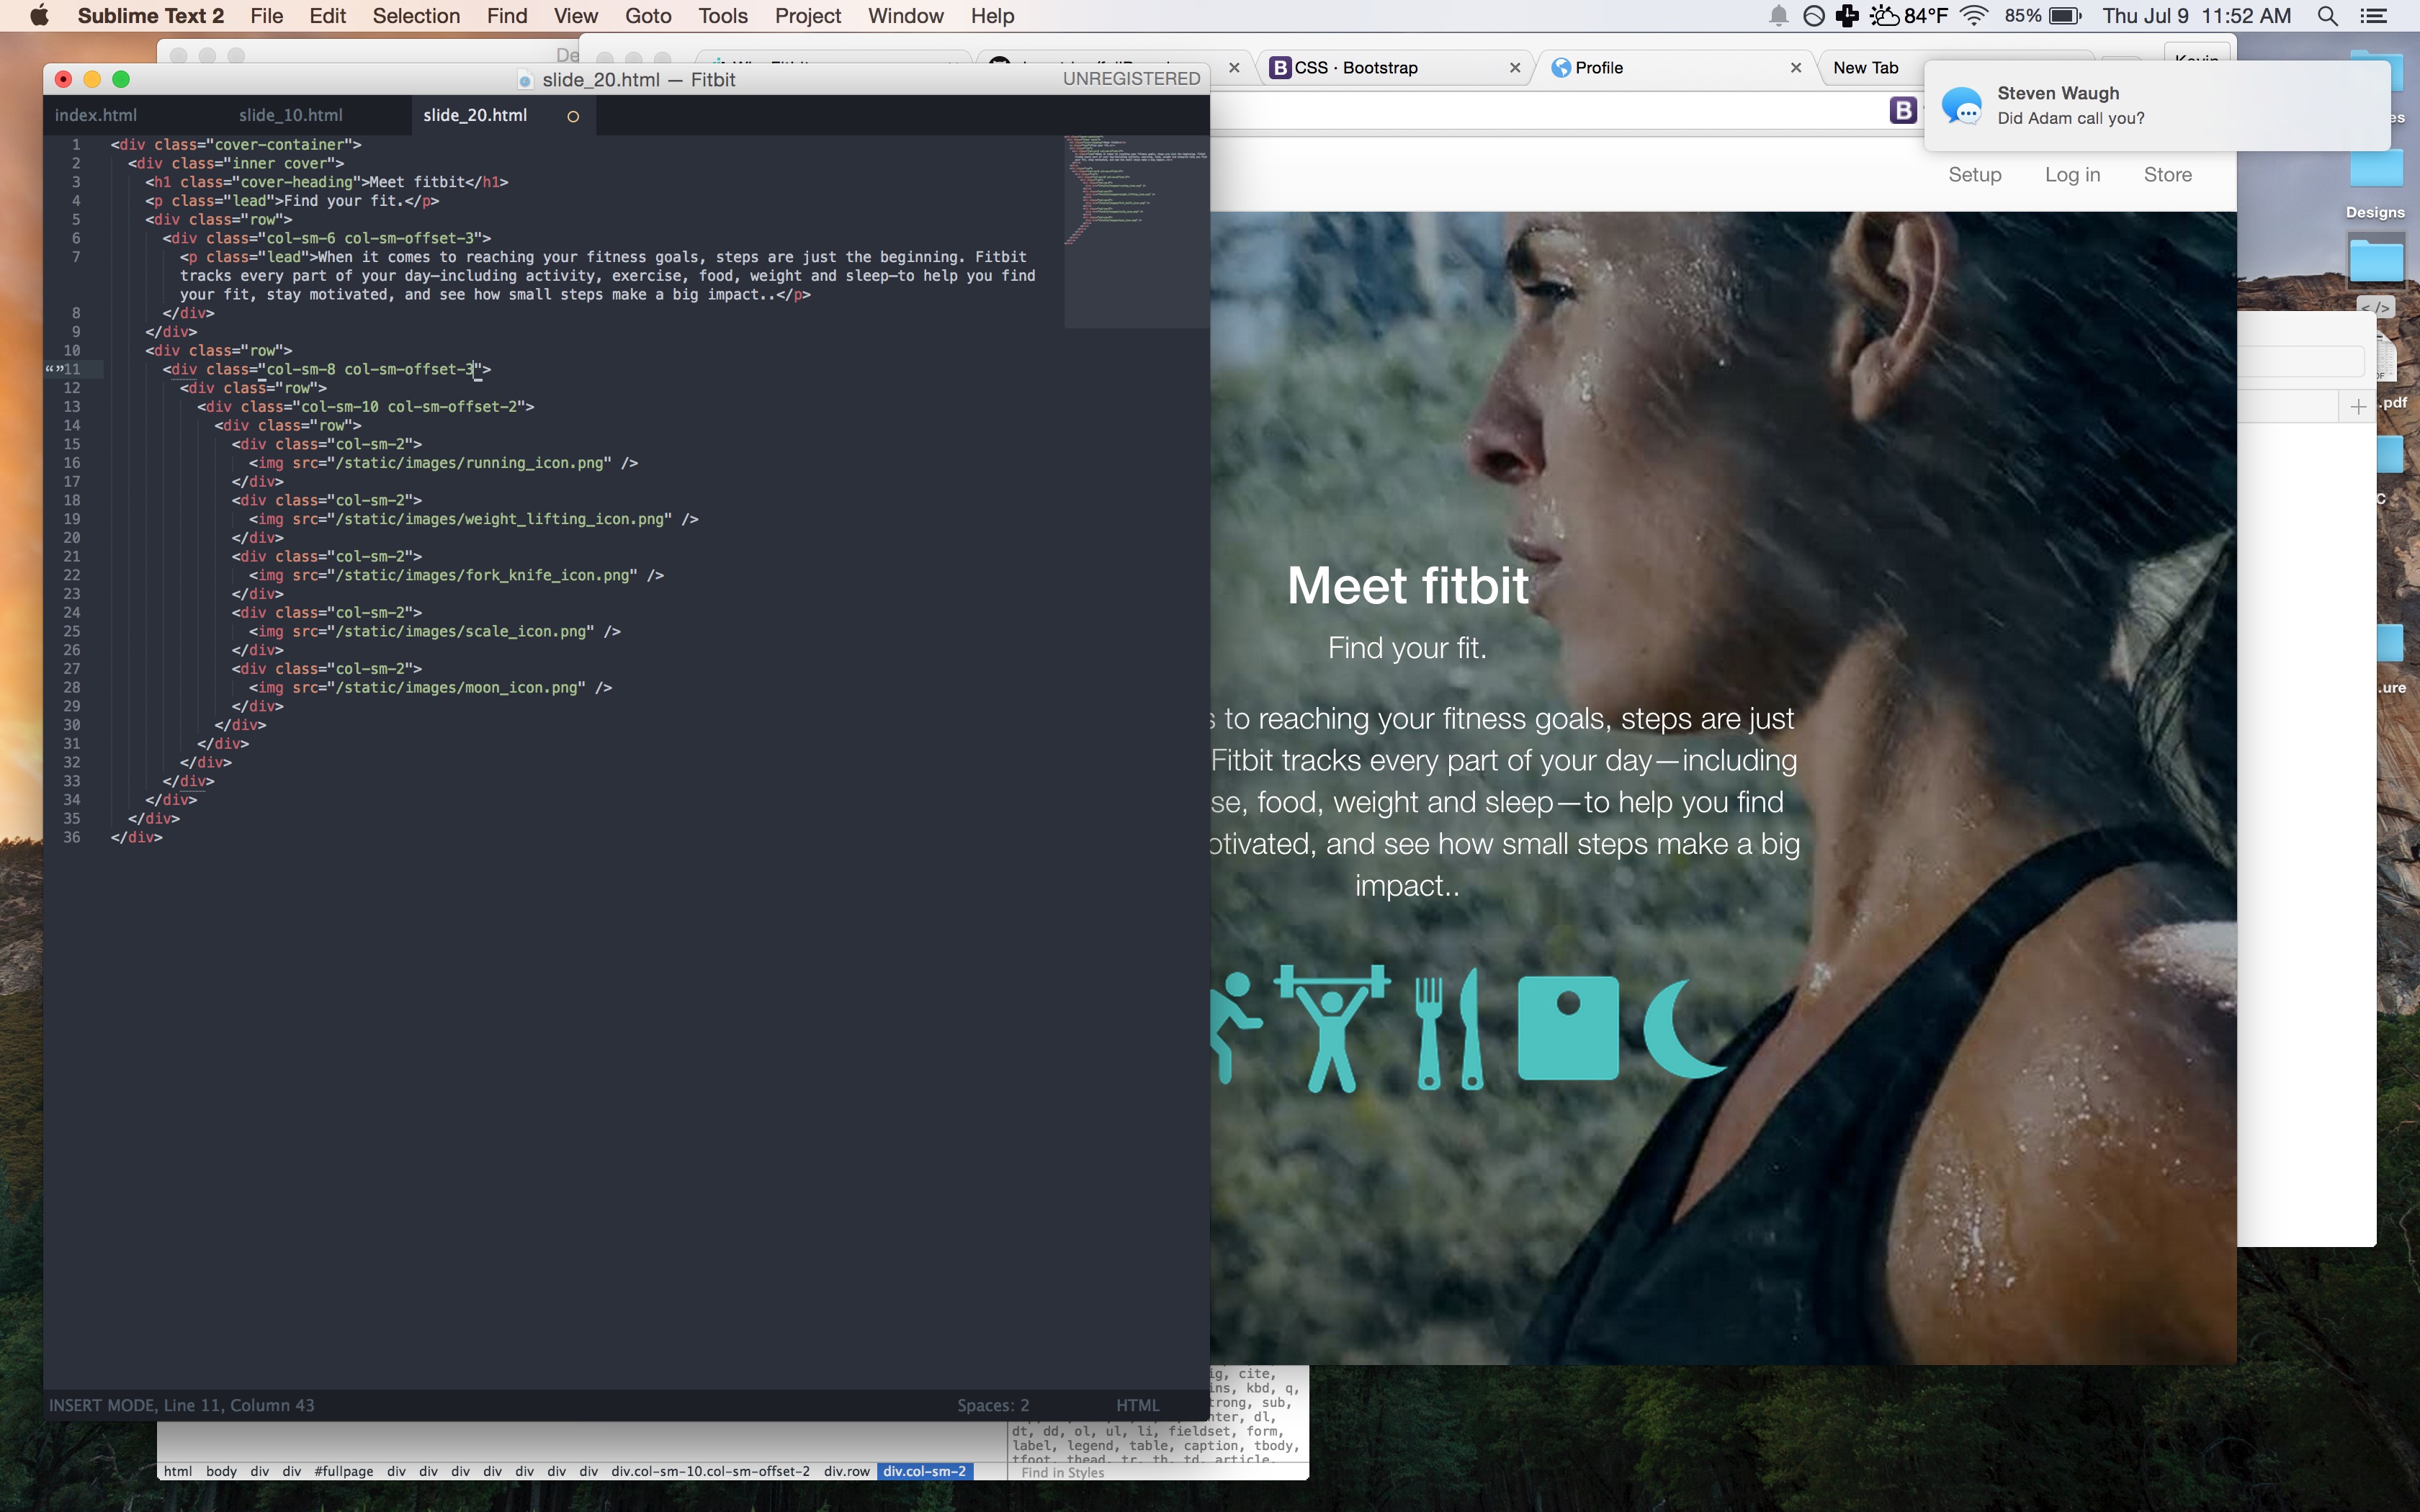 Sublime Text 2 File Edit Selection Find View Goto Tools Project Window Help
84°F 85% Thu Jul 9 11:52 AM
De
CSS · Bootstrap
Profile
New Tab
B
B
Steven Waugh
Did Adam call you?
Setup Log in Store
Designs
.pdf
.ure
slide_20.html — Fitbit
UNREGISTERED
index.html slide_10.html slide_20.html
1 <div class="cover-container">
2 <div class="inner cover">
3 <h1 class="cover-heading">Meet fitbit</h1>
4 <p class="lead">Find your fit.</p>
5 <div class="row">
6 <div class="col-sm-6 col-sm-offset-3">
7 <p class="lead">When it comes to reaching your fitness goals, steps are just the beginning. Fitbit
tracks every part of your day—including activity, exercise, food, weight and sleep—to help you find
your fit, stay motivated, and see how small steps make a big impact..</p>
8 </div>
9 </div>
10 <div class="row">
“”11 <div class="col-sm-8 col-sm-offset-3">
12 <div class="row">
13 <div class="col-sm-10 col-sm-offset-2">
14 <div class="row">
15 <div class="col-sm-2">
16 <img src="/static/images/running_icon.png" />
17 </div>
18 <div class="col-sm-2">
19 <img src="/static/images/weight_lifting_icon.png" />
20 </div>
21 <div class="col-sm-2">
22 <img src="/static/images/fork_knife_icon.png" />
23 </div>
24 <div class="col-sm-2">
25 <img src="/static/images/scale_icon.png" />
26 </div>
27 <div class="col-sm-2">
28 <img src="/static/images/moon_icon.png" />
29 </div>
30 </div>
31 </div>
32 </div>
33 </div>
34 </div>
35 </div>
36 </div>
INSERT MODE, Line 11, Column 43
Spaces: 2 HTML
Meet fitbit
Find your fit.
s to reaching your fitness goals, steps are just
Fitbit tracks every part of your day—including
se, food, weight and sleep—to help you find
otivated, and see how small steps make a big
impact..
ig, cite,
ins, kbd, q,
trong, sub,
nter, dl,
dt, dd, ol, ul, li, fieldset, form,
label, legend, table, caption, tbody,
tfoot, thead, tr, th, td, article,
html body div div #fullpage div div div div div div div div.col-sm-10.col-sm-offset-2 div.row div.col-sm-2
Find in Styles